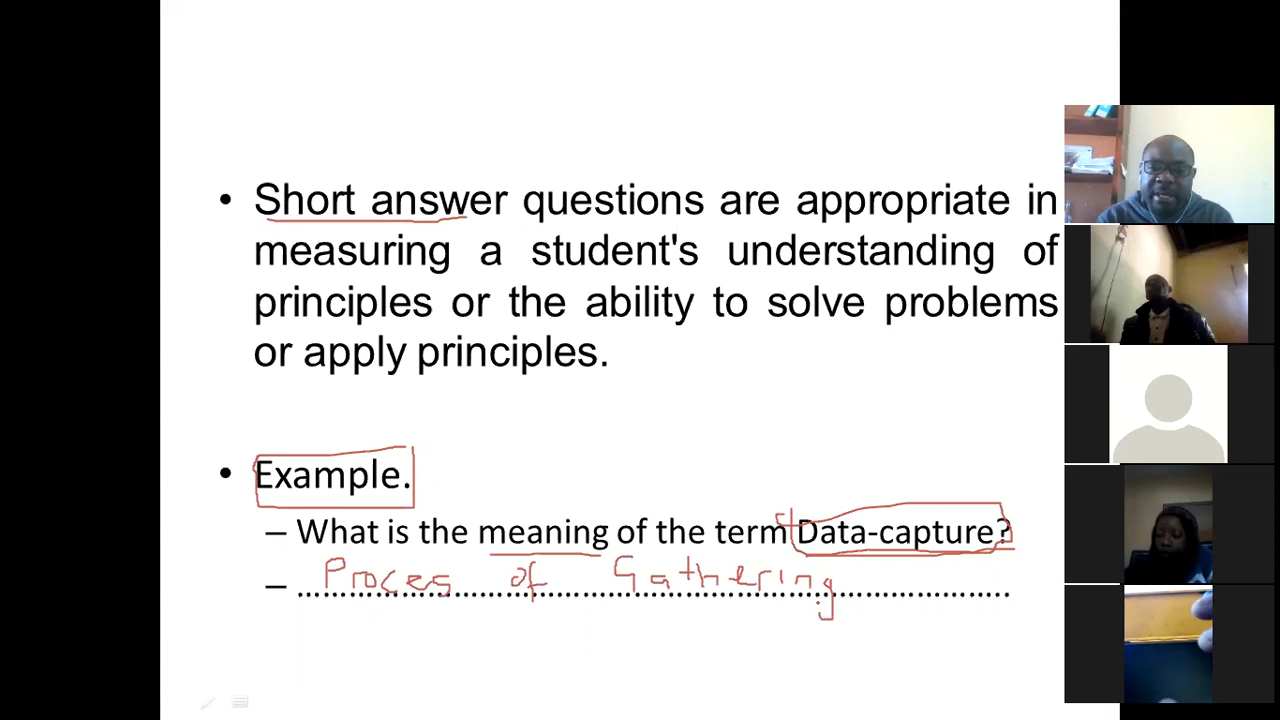 • Short answer questions are appropriate in
measuring a student's understanding of
principles or the ability to solve problems
or apply principles.
• Example.
– What is the meaning of the term Data-capture?
– Proces of Gathering